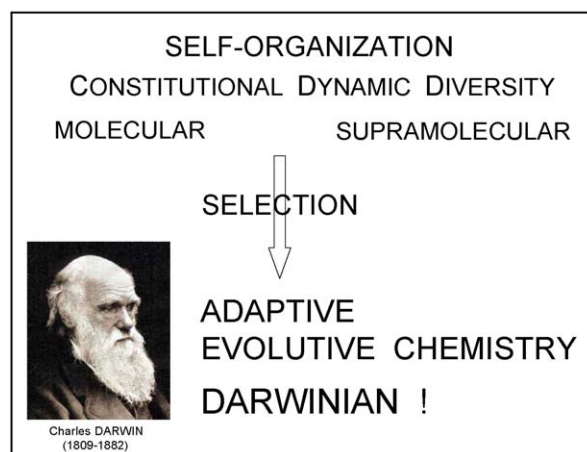 SELF-ORGANIZATION
CONSTITUTIONAL DYNAMIC DIVERSITY
MOLECULAR SUPRAMOLECULAR
SELECTION
ADAPTIVE
EVOLUTIVE CHEMISTRY
DARWINIAN !
Charles DARWIN
(1809-1882)